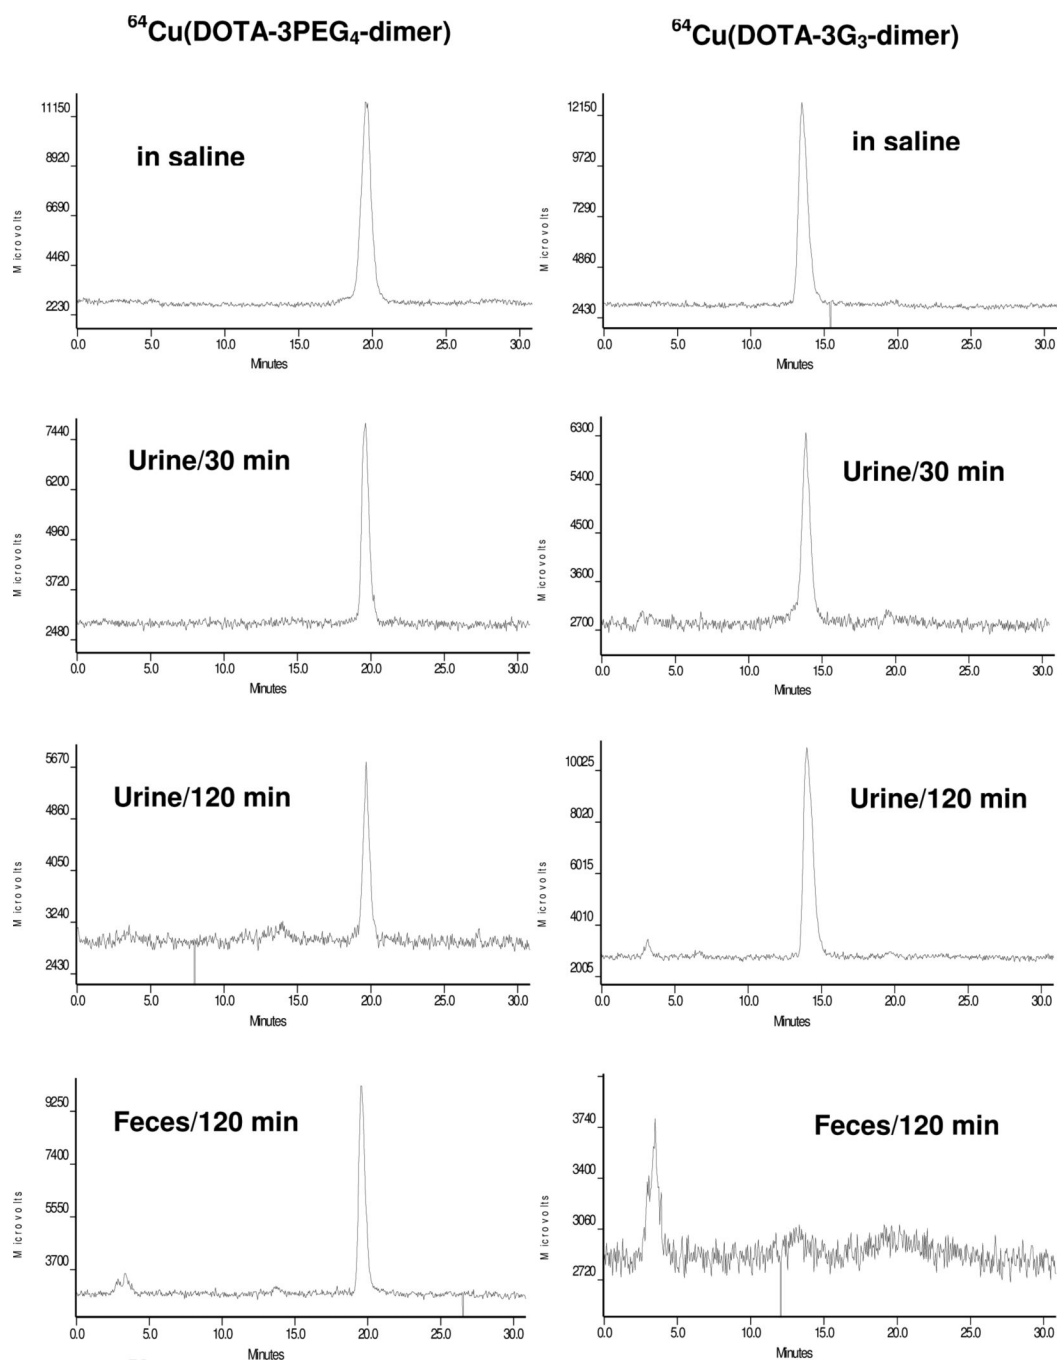 64Cu(DOTA-3PEG4-dimer)
64Cu(DOTA-3G3-dimer)
in saline
Microvolts
11150
8920
6690
4460
2230
0.0 5.0 10.0 15.0 20.0 25.0 30.0
Minutes
in saline
Microvolts
12150
9720
7290
4860
2430
0.0 5.0 10.0 15.0 20.0 25.0 30.0
Minutes
Urine/30 min
Microvolts
7440
6200
4960
3720
2480
0.0 5.0 10.0 15.0 20.0 25.0 30.0
Minutes
Urine/30 min
Microvolts
6300
5400
4500
3600
2700
0.0 5.0 10.0 15.0 20.0 25.0 30.0
Minutes
Urine/120 min
Microvolts
5670
4860
4050
3240
2430
0.0 5.0 10.0 15.0 20.0 25.0 30.0
Minutes
Urine/120 min
Microvolts
10025
8020
6015
4010
2005
0.0 5.0 10.0 15.0 20.0 25.0 30.0
Minutes
Feces/120 min
Microvolts
9250
7400
5550
3700
0.0 5.0 10.0 15.0 20.0 25.0 30.0
Minutes
Feces/120 min
Microvolts
3740
3400
3060
2720
0.0 5.0 10.0 15.0 20.0 25.0 30.0
Minutes